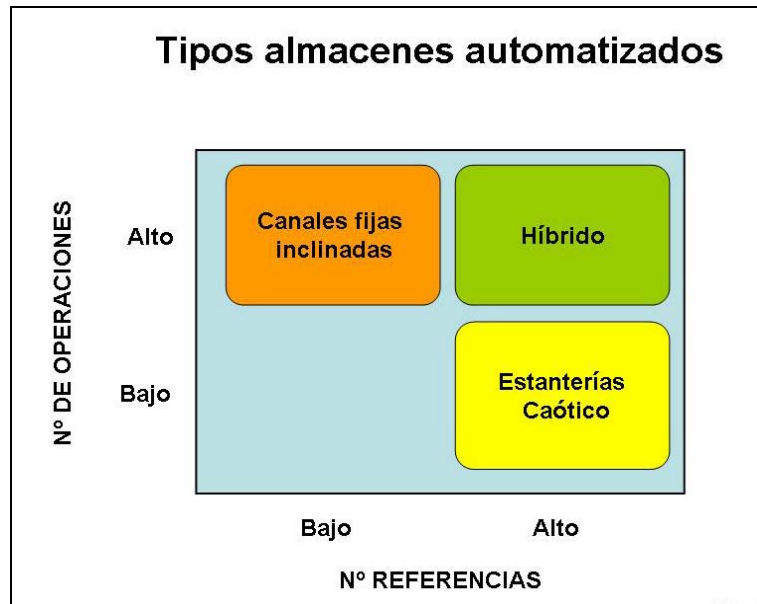 Tipos almacenes automatizados
Nº DE OPERACIONES
Alto
Canales fijas
inclinadas
Híbrido
Bajo
Estanterías
Caótico
Bajo
Alto
Nº REFERENCIAS